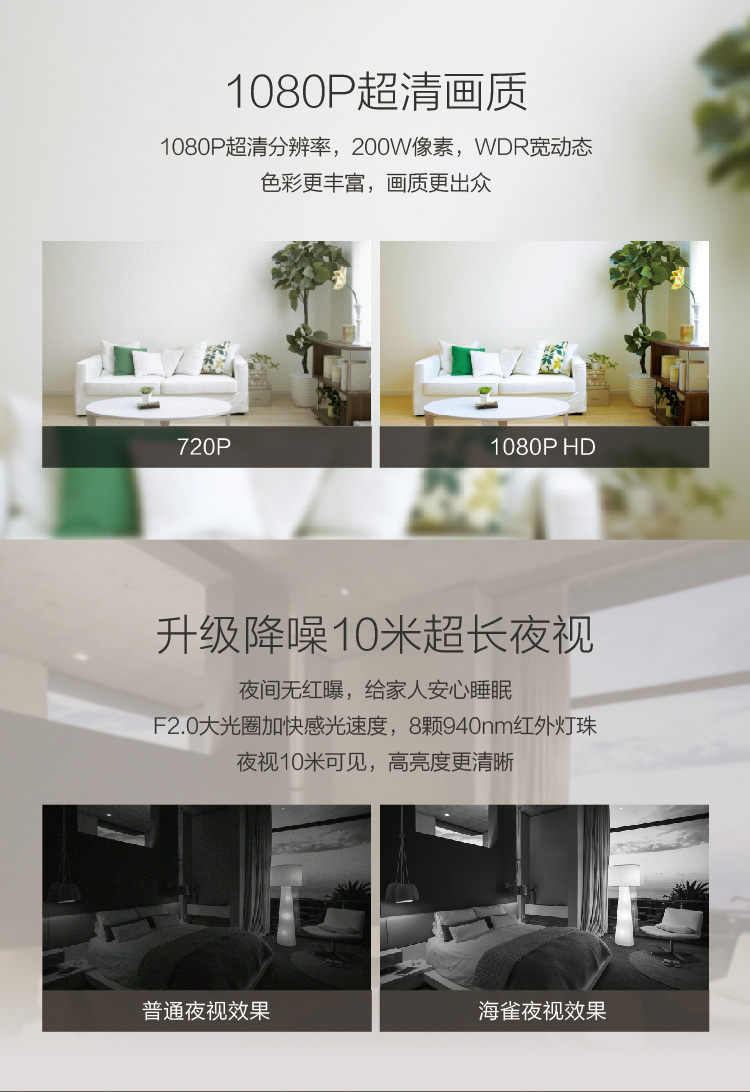 1080P超清画质
1080P超清分辨率，200W像素，WDR宽动态
色彩更丰富，画质更出众
720P
1080P HD
升级降噪10米超长夜视
夜间无红曝，给家人安心睡眠
F2.0大光圈加快感光速度，8颗940nm红外灯珠
夜视10米可见，高亮度更清晰
普通夜视效果
海雀夜视效果